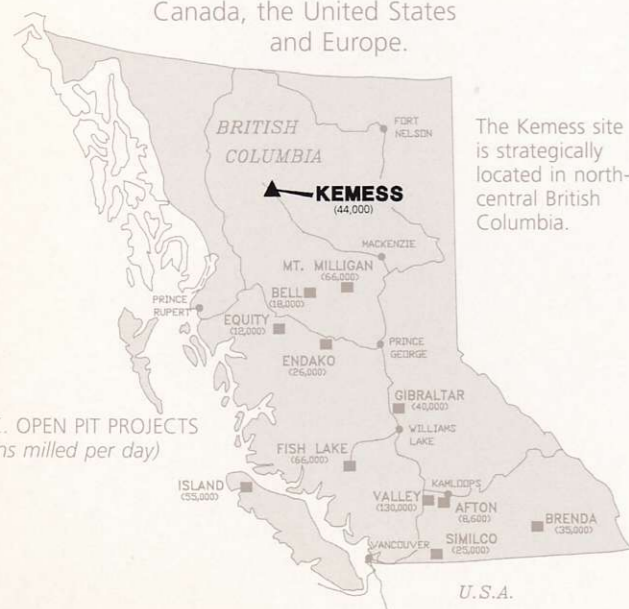 Canada, the United States
and Europe.
The Kemess site
is strategically
located in north-
central British
Columbia.
BRITISH
COLUMBIA
FORT
NELSON
KEMESS
(44,000)
MACKENZIE
MT. MILLIGAN
(66,000)
BELL
(18,000)
PRINCE
RUPERT
EQUITY
(12,000)
ENDAKO
(26,000)
PRINCE
GEORGE
GIBRALTAR
(40,000)
WILLIAMS
LAKE
. OPEN PIT PROJECTS
milled per day)
FISH LAKE
(66,000)
ISLAND
(55,000)
VALLEY
(130,000)
KAMLOOPS
AFTON
(8,600)
BRENDA
(35,000)
SIMILCO
(25,000)
VANCOUVER
U.S.A.